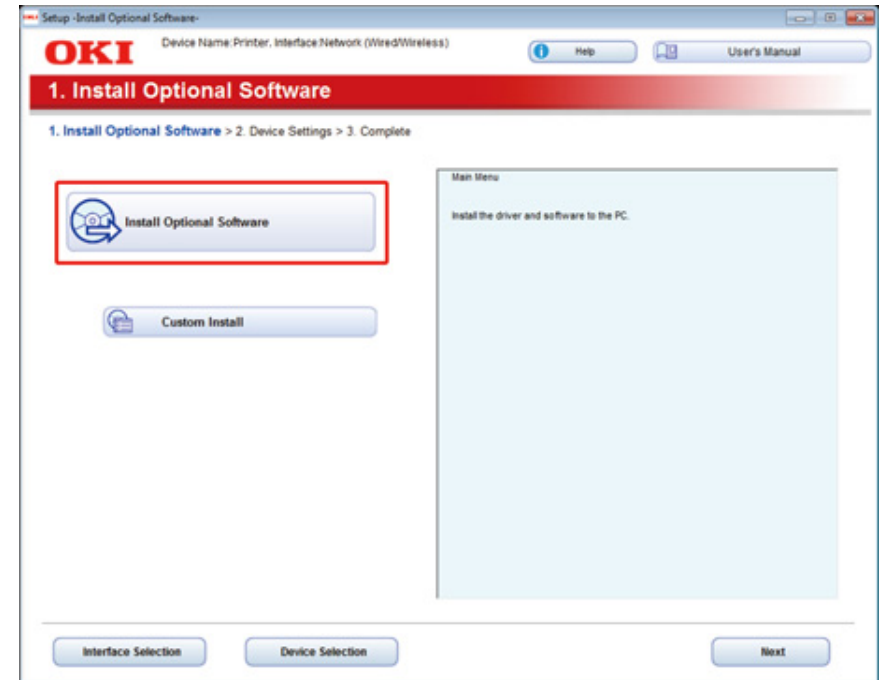 Setup -Install Optional Software-
OKI
Device Name:Printer, Interface:Network (Wired/Wireless)
Help
User's Manual
1. Install Optional Software
1. Install Optional Software > 2. Device Settings > 3. Complete
Main Menu
Install Optional Software
Install the driver and software to the PC.
Custom Install
Interface Selection
Device Selection
Next